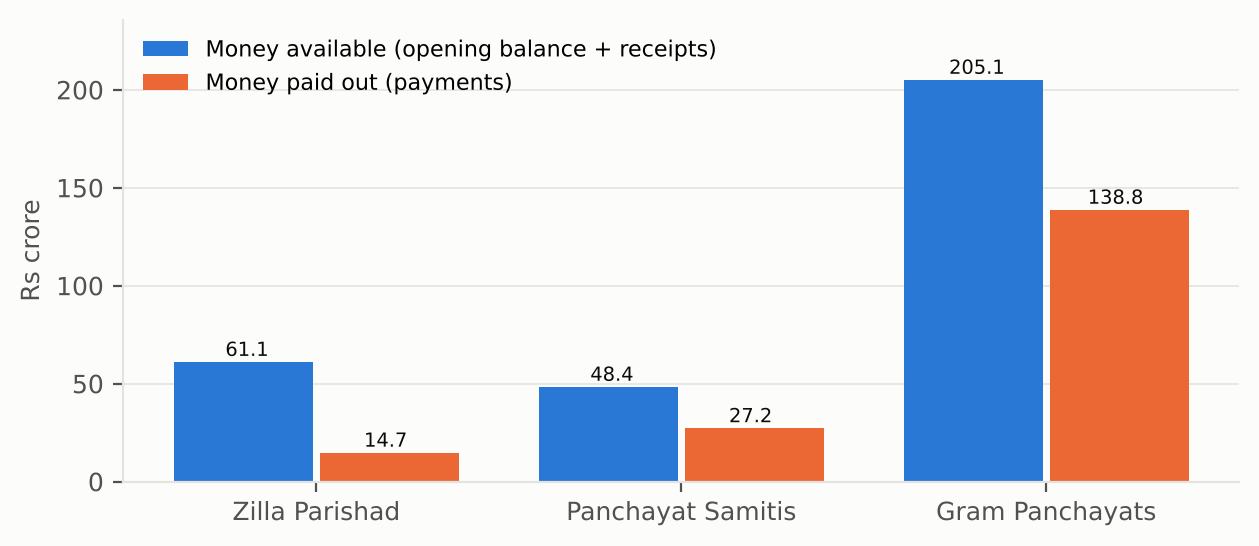 Money available (opening balance + receipts)
Money paid out (payments)
Rs crore
200
150
100
50
0
61.1
14.7
48.4
27.2
205.1
138.8
Zilla Parishad
Panchayat Samitis
Gram Panchayats